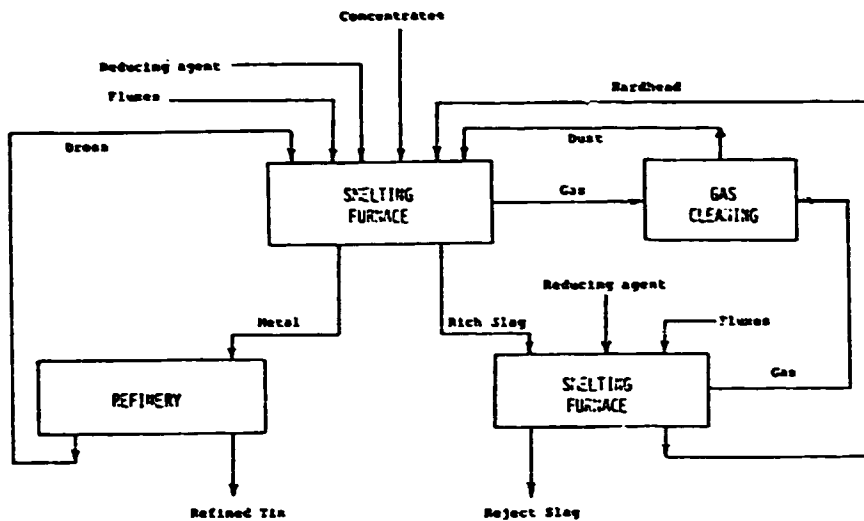 Concentrates
Reducing agent
Hardhead
Fluxes
Dross
Dust
SMELTING
FURNACE
Gas
GAS
CLEANING
Reducing agent
Metal
Rich Slag
Fluxes
REFINERY
SMELTING
FURNACE
Gas
Refined Tin
Reject Slag